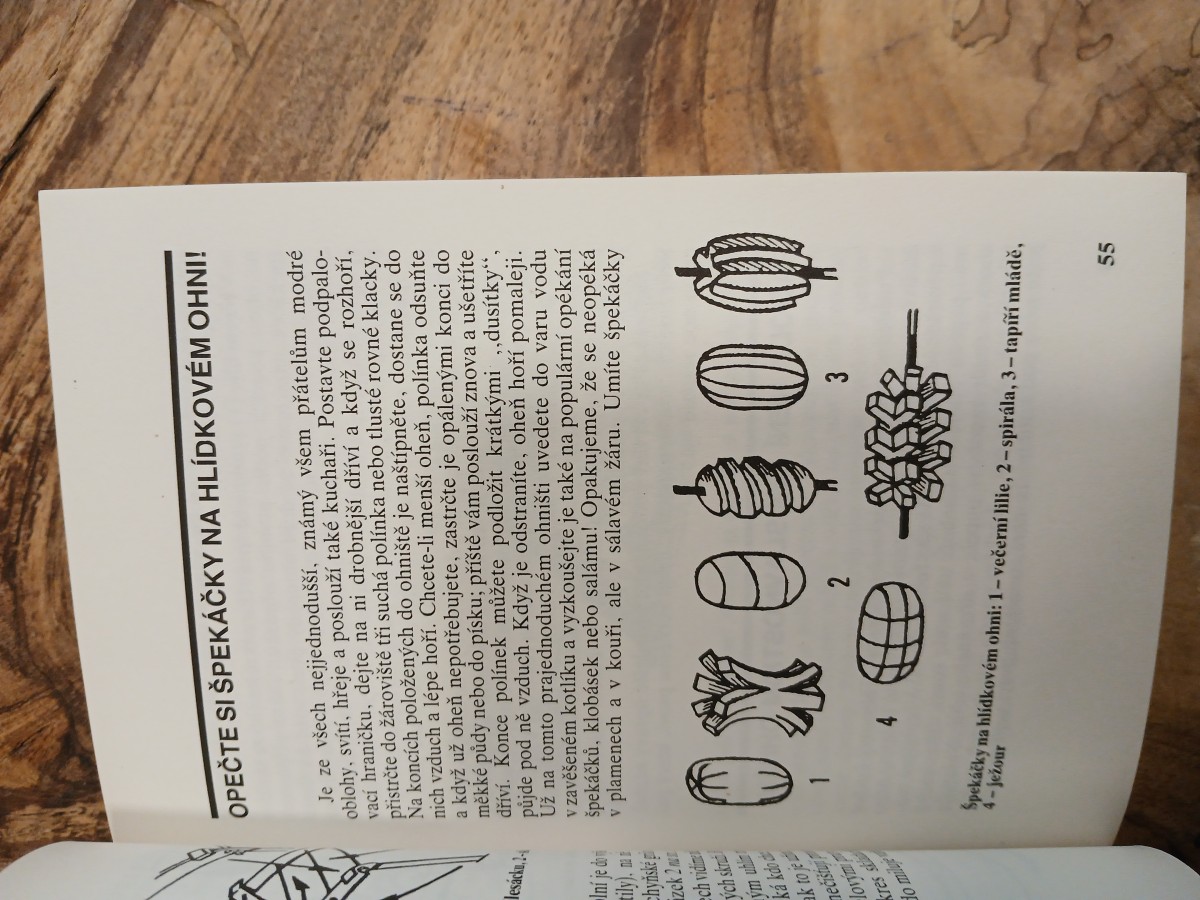 OPEČTE SI ŠPEKÁČKY NA HLÍDKOVÉM OHNI!
Je ze všech nejjednodušší, známý všem přátelům modré
oblohy, svítí, hřeje a poslouží také kuchaři. Postavte podpalo-
vací hraničku, dejte na ni drobnější dříví a když se rozhoří,
přistrčte do žároviště tři suchá polínka nebo tlusté rovné klacky.
Na koncích položených do ohniště je naštípněte, dostane se do
nich vzduch a lépe hoří. Chcete-li menší oheň, polínka odsuňte
a když už oheň nepotřebujete, zastrčte je opálenými konci do
měkké půdy nebo do písku; příště vám poslouží znova a ušetříte
dříví. Konce polínek můžete podložit krátkými ,,dusítky“,
půjde pod ně vzduch. Když je odstraníte, oheň hoří pomaleji.
Už na tomto prajednoduchém ohništi uvedete do varu vodu
v zavěšeném kotlíku a vyzkoušejte je také na populární opékání
špekáčků, klobásek nebo salámu! Opakujeme, že se neopéká
v plamenech a v kouři, ale v sálavém žáru. Umíte špekáčky
1
2
3
4
Špekáčky na hlídkovém ohni: 1 – večerní lilie, 2 – spirála, 3 – tapíří mládě,
4 – ježour
55
lesácku, 2-